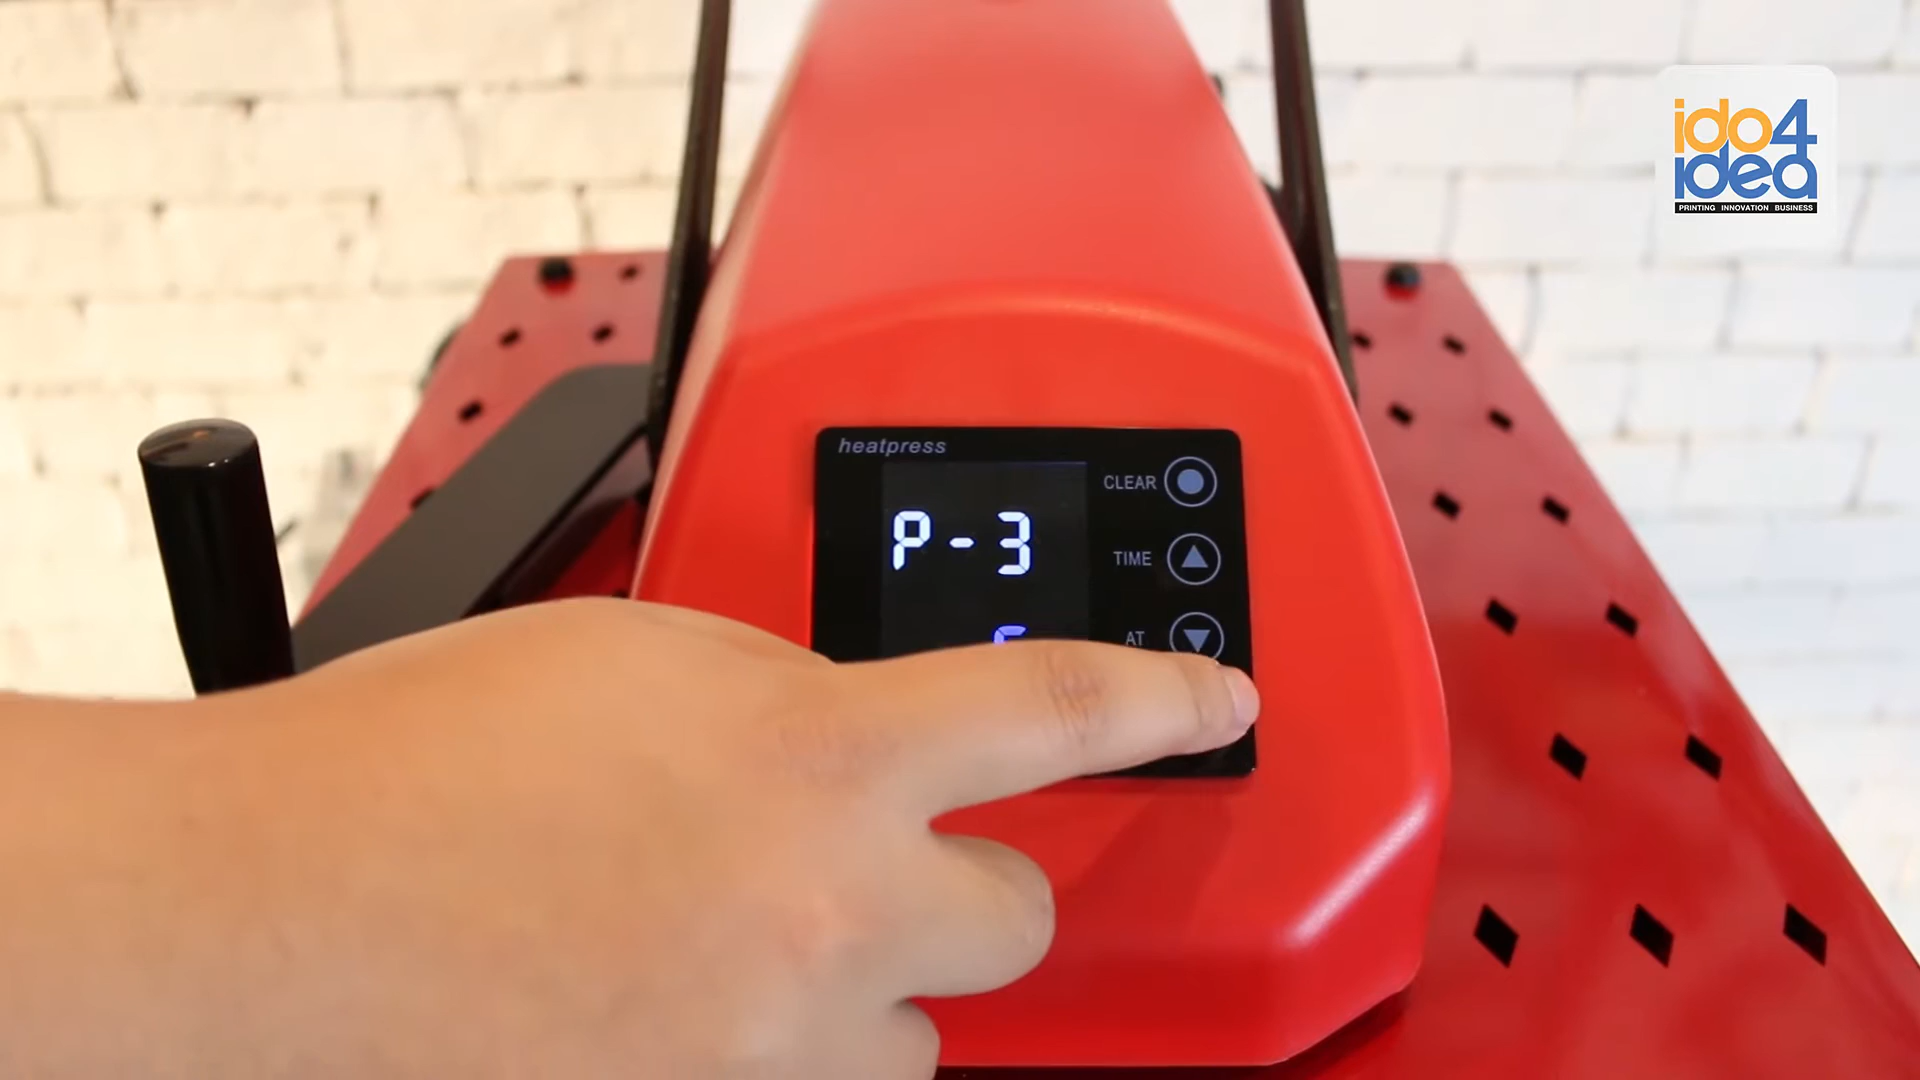 ido4
idea
PRINTING INNOVATION BUSINESS
heatpress
CLEAR
P-3
TIME
AT